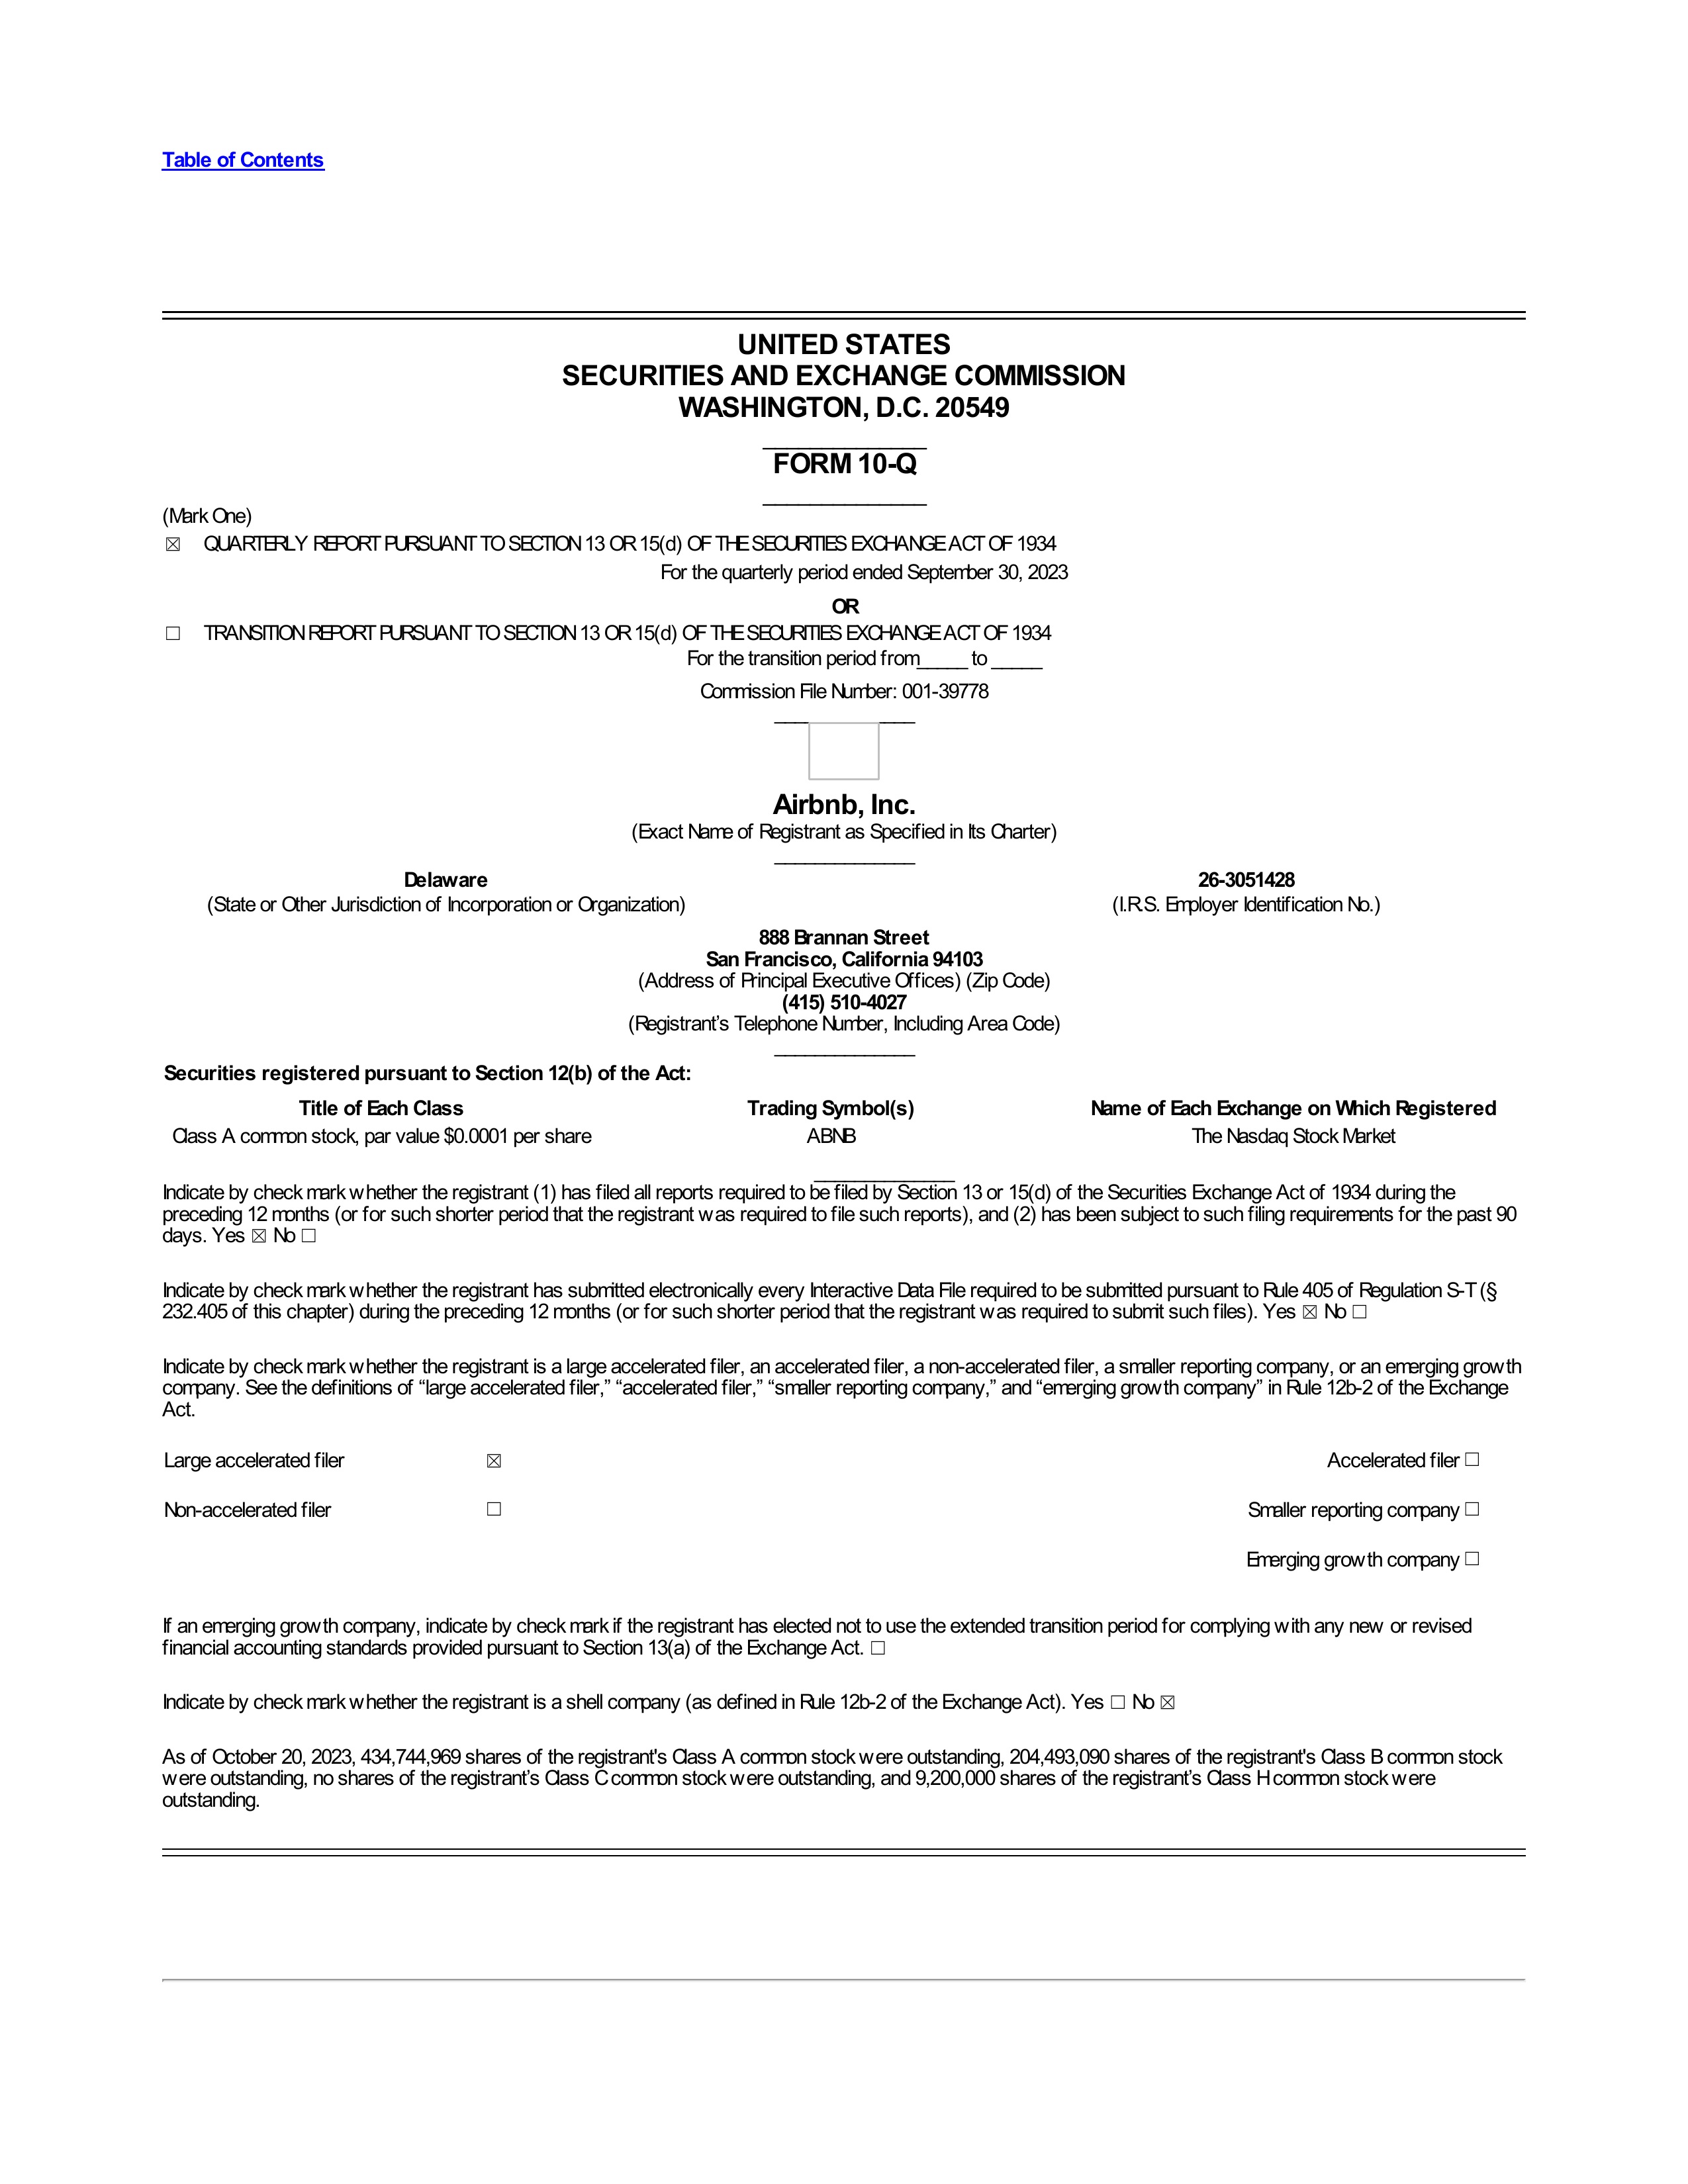 Table of Contents
UNITED STATES
SECURITIES AND EXCHANGE COMMISSION
WASHINGTON, D.C. 20549
______________
FORM 10-Q
______________
(Mark One)
☒ QUARTERLY REPORT PURSUANT TO SECTION 13 OR 15(d) OF THE SECURITIES EXCHANGE ACT OF 1934
For the quarterly period ended September 30, 2023
OR
☐ TRANSITION REPORT PURSUANT TO SECTION 13 OR 15(d) OF THE SECURITIES EXCHANGE ACT OF 1934
For the transition period from_____ to _____
Commission File Number: 001-39778
______________
Airbnb, Inc.
(Exact Name of Registrant as Specified in Its Charter)
______________
Delaware 26-3051428
(State or Other Jurisdiction of Incorporation or Organization) (I.R.S. Employer Identification No.)
888 Brannan Street
San Francisco, California 94103
(Address of Principal Executive Offices) (Zip Code)
(415) 510-4027
(Registrant’s Telephone Number, Including Area Code)
______________
Securities registered pursuant to Section 12(b) of the Act:
Title of Each Class Trading Symbol(s) Name of Each Exchange on Which Registered
Class A common stock, par value $0.0001 per share ABNB The Nasdaq Stock Market
______________
Indicate by check mark whether the registrant (1) has filed all reports required to be filed by Section 13 or 15(d) of the Securities Exchange Act of 1934 during the
preceding 12 months (or for such shorter period that the registrant was required to file such reports), and (2) has been subject to such filing requirements for the past 90
days. Yes ☒ No ☐
Indicate by check mark whether the registrant has submitted electronically every Interactive Data File required to be submitted pursuant to Rule 405 of Regulation S-T (§
232.405 of this chapter) during the preceding 12 months (or for such shorter period that the registrant was required to submit such files). Yes ☒ No ☐
Indicate by check mark whether the registrant is a large accelerated filer, an accelerated filer, a non-accelerated filer, a smaller reporting company, or an emerging growth
company. See the definitions of “large accelerated filer,” “accelerated filer,” “smaller reporting company,” and “emerging growth company” in Rule 12b-2 of the Exchange
Act.
Large accelerated filer ☒ Accelerated filer ☐
Non-accelerated filer ☐ Smaller reporting company ☐
Emerging growth company ☐
If an emerging growth company, indicate by check mark if the registrant has elected not to use the extended transition period for complying with any new or revised
financial accounting standards provided pursuant to Section 13(a) of the Exchange Act. ☐
Indicate by check mark whether the registrant is a shell company (as defined in Rule 12b-2 of the Exchange Act). Yes ☐ No ☒
As of October 20, 2023, 434,744,969 shares of the registrant's Class A common stock were outstanding, 204,493,090 shares of the registrant's Class B common stock
were outstanding, no shares of the registrant’s Class C common stock were outstanding, and 9,200,000 shares of the registrant’s Class H common stock were
outstanding.